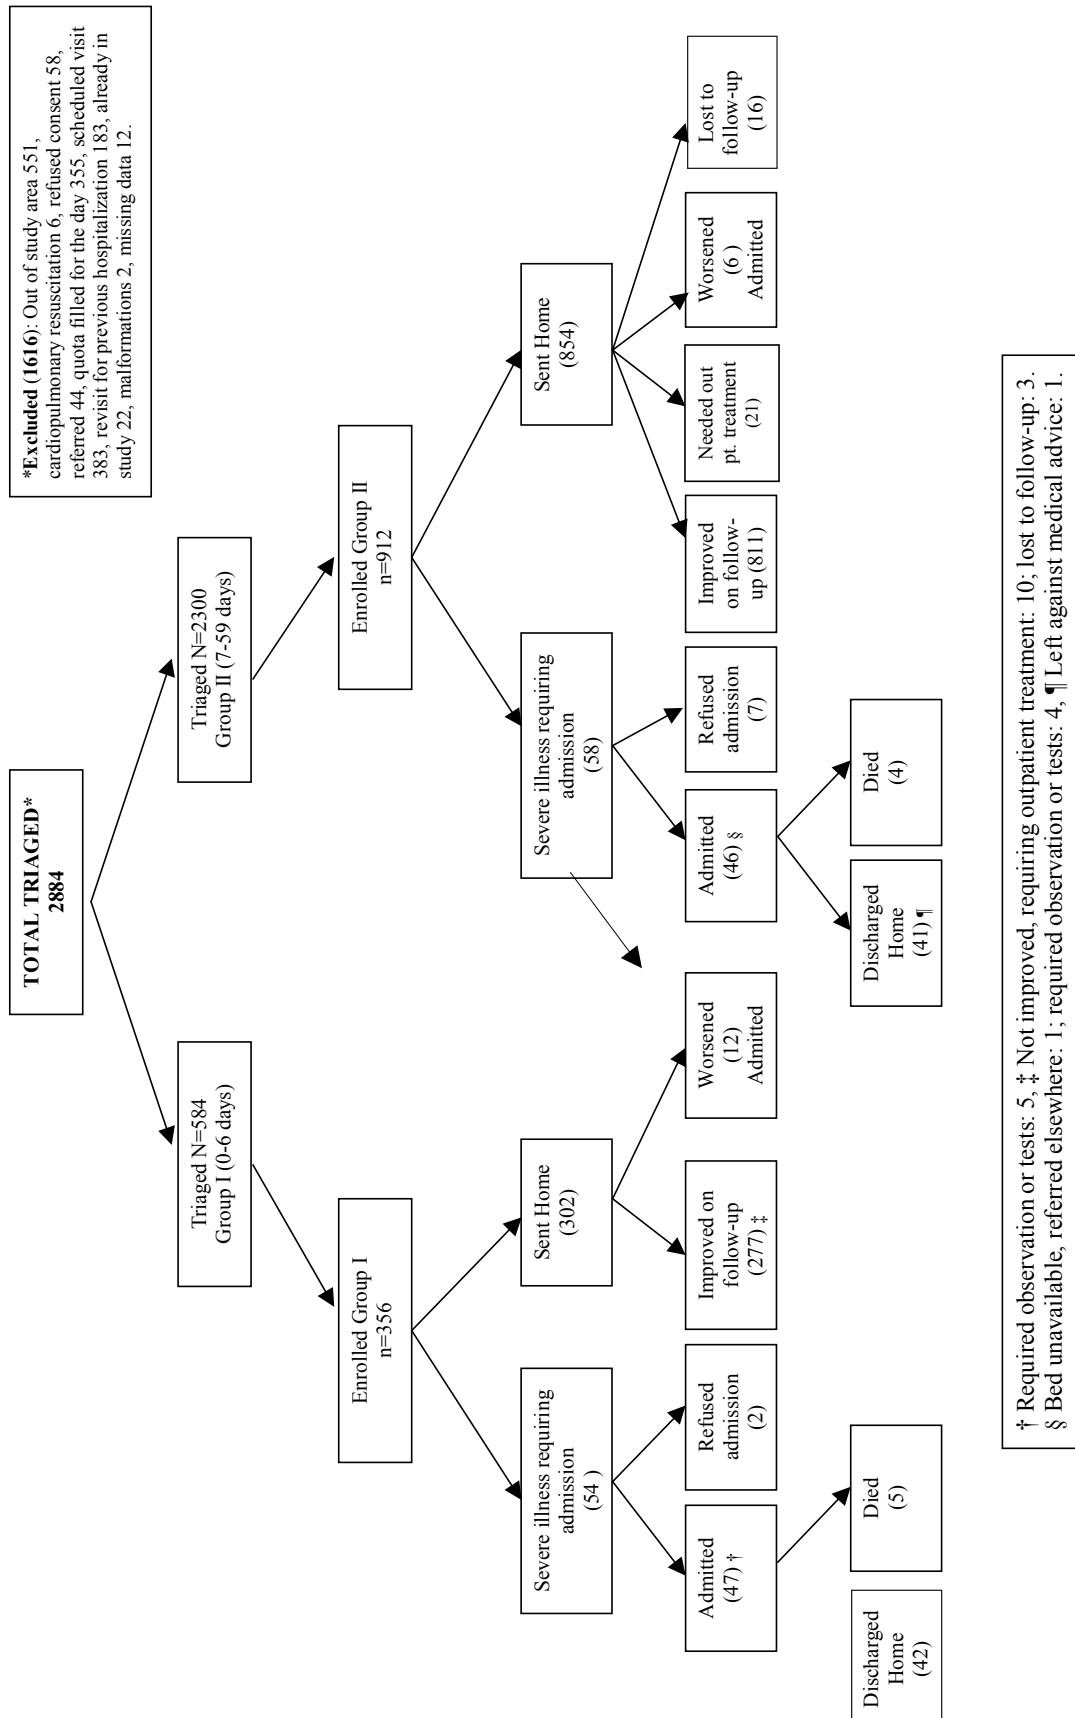 *Excluded (1616): Out of study area 551,
cardiopulmonary resuscitation 6, refused consent 58,
referred 44, quota filled for the day 355, scheduled visit
383, revisit for previous hospitalization 183, already in
study 22, malformations 2, missing data 12.
TOTAL TRIAGED*
2884
Triaged N=584
Group I (0-6 days)
Triaged N=2300
Group II (7-59 days)
Enrolled Group I
n=356
Enrolled Group II
n=912
Severe illness requiring
admission
(54 )
Sent Home
(302)
Severe illness requiring
admission
(58)
Sent Home
(854)
Admitted
(47) †
Refused
admission
(2)
Improved on
follow-up
(277) ‡
Worsened
(12)
Admitted
Admitted
(46) §
Refused
admission
(7)
Improved
on follow-
up (811)
Needed out
pt. treatment
(21)
Worsened
(6 )
Admitted
Lost to
follow-up
(16)
Discharged
Home
(42)
Died
(5)
Discharged
Home
(41) ¶
Died
(4)
† Required observation or tests: 5, ‡ Not improved, requiring outpatient treatment: 10; lost to follow-up: 3.
§ Bed unavailable, referred elsewhere: 1; required observation or tests: 4, ¶ Left against medical advice: 1.